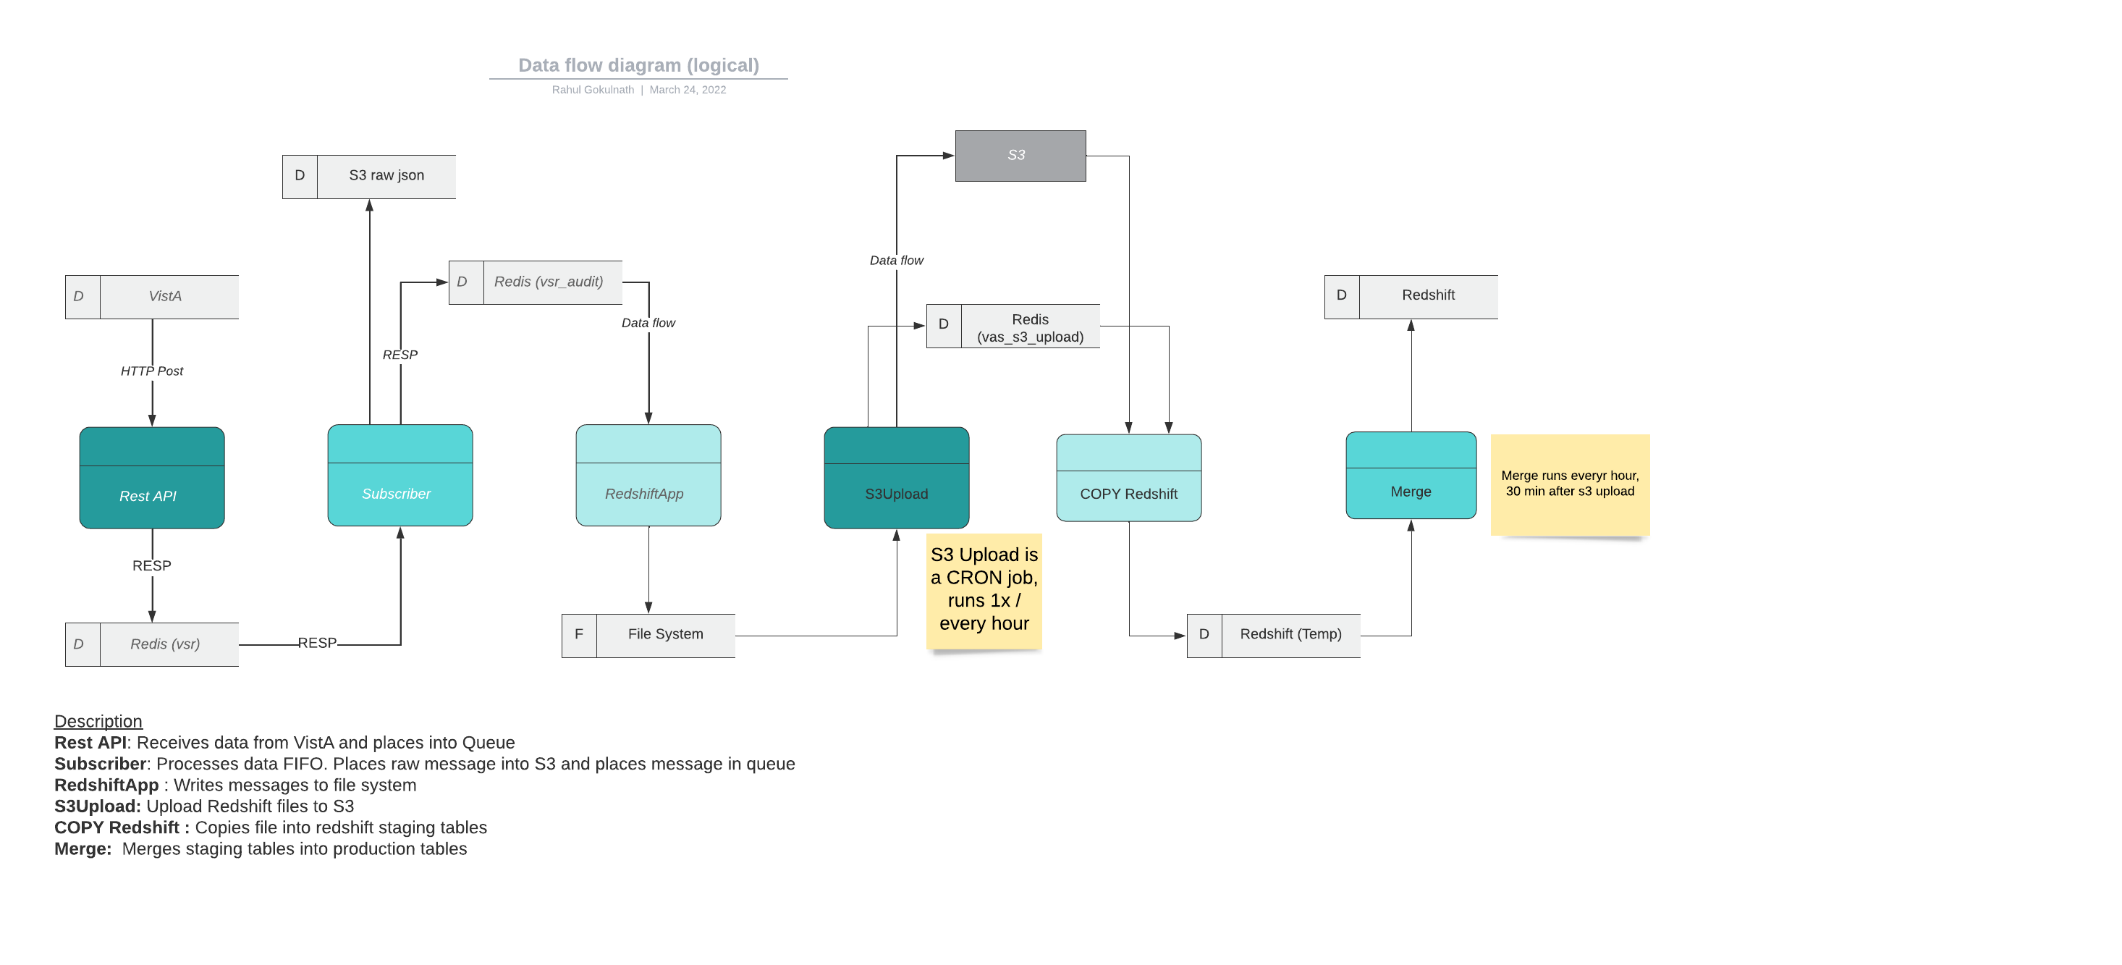 Data flow diagram (logical)
Rahul Gokulnath | March 24, 2022
S3
D S3 raw json
Data flow
D Redis (vsr_audit)
D VistA
D Redshift
Data flow
D Redis
(vas_s3_upload)
RESP
HTTP Post
Rest API
Subscriber
RedshiftApp
S3Upload
COPY Redshift
Merge
Merge runs everyr hour,
30 min after s3 upload
RESP
S3 Upload is
a CRON job,
runs 1x /
every hour
D Redis (vsr)
RESP
F File System
D Redshift (Temp)
Description
Rest API: Receives data from VistA and places into Queue
Subscriber: Processes data FIFO. Places raw message into S3 and places message in queue
RedshiftApp : Writes messages to file system
S3Upload: Upload Redshift files to S3
COPY Redshift : Copies file into redshift staging tables
Merge:  Merges staging tables into production tables